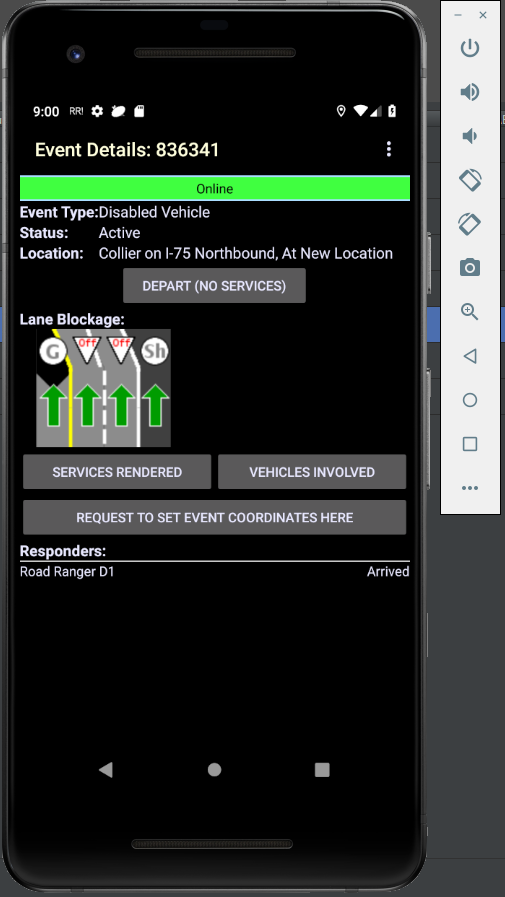 9:00 RR!
Event Details: 836341
Online
Event Type:Disabled Vehicle
Status: Active
Location: Collier on I-75 Northbound, At New Location
DEPART (NO SERVICES)
Lane Blockage:
G Off Off Sh
SERVICES RENDERED VEHICLES INVOLVED
REQUEST TO SET EVENT COORDINATES HERE
Responders:
Road Ranger D1 Arrived